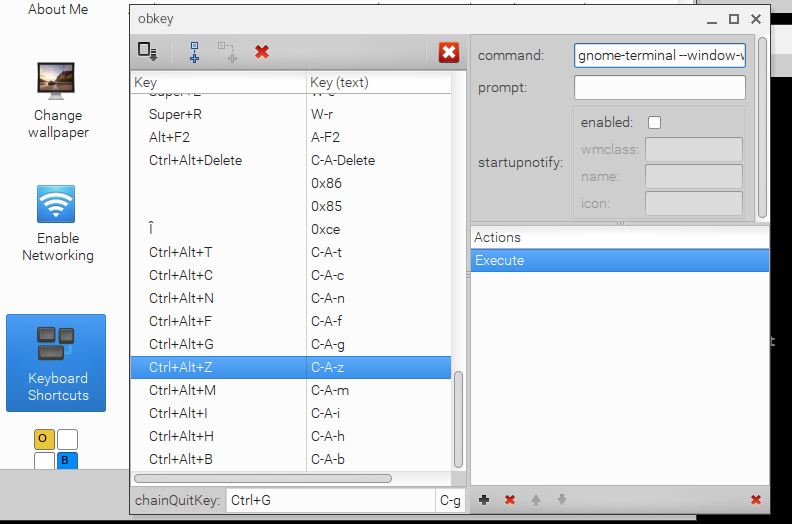 About Me
Change
wallpaper
Enable
Networking
Keyboard
Shortcuts
O
B
obkey
Key Key (text)
Super+R W-r
Alt+F2 A-F2
Ctrl+Alt+Delete C-A-Delete
0x86
0x85
Î 0xce
Ctrl+Alt+T C-A-t
Ctrl+Alt+C C-A-c
Ctrl+Alt+N C-A-n
Ctrl+Alt+F C-A-f
Ctrl+Alt+G C-A-g
Ctrl+Alt+Z C-A-z
Ctrl+Alt+M C-A-m
Ctrl+Alt+I C-A-i
Ctrl+Alt+H C-A-h
Ctrl+Alt+B C-A-b
chainQuitKey: Ctrl+G C-g
command: gnome-terminal --window-
prompt:
startupnotify:
enabled:
wmclass:
name:
icon:
Actions
Execute
t